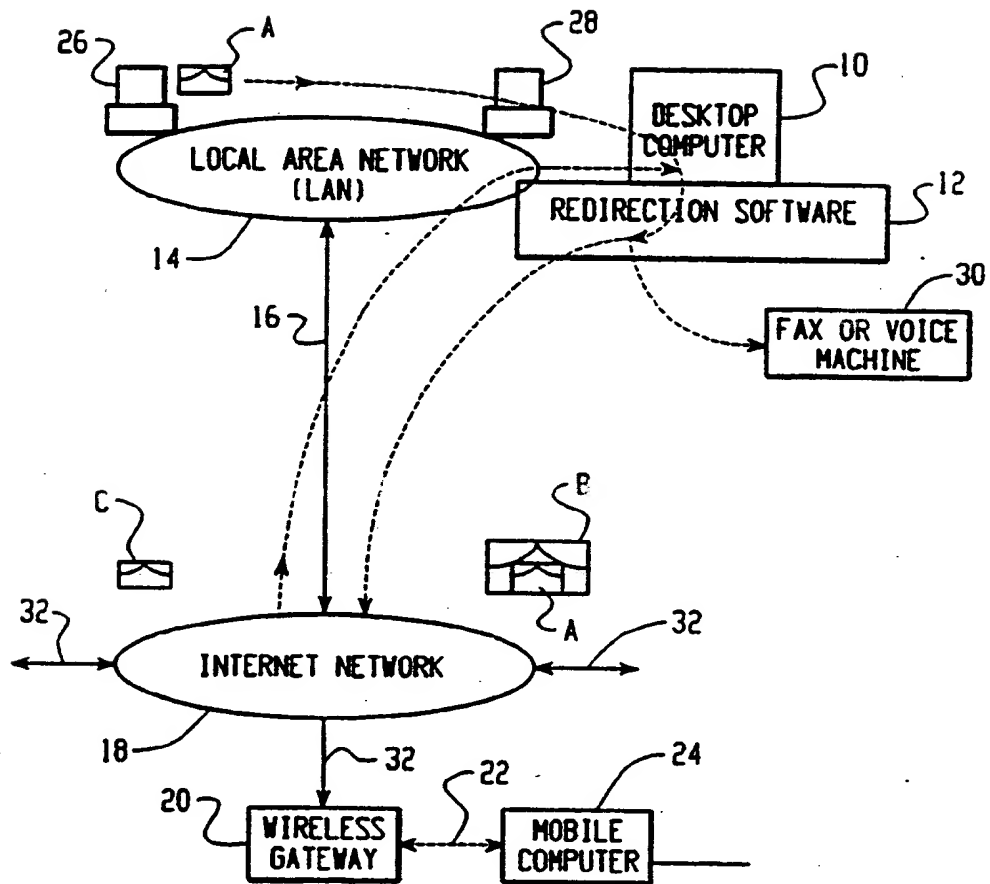 26
A
28
10
DESKTOP
COMPUTER
LOCAL AREA NETWORK
(LAN)
12
REDIRECTION SOFTWARE
14
30
16
FAX OR VOICE
MACHINE
C
B
A
32
32
INTERNET NETWORK
18
32
24
20
22
WIRELESS
GATEWAY
MOBILE
COMPUTER